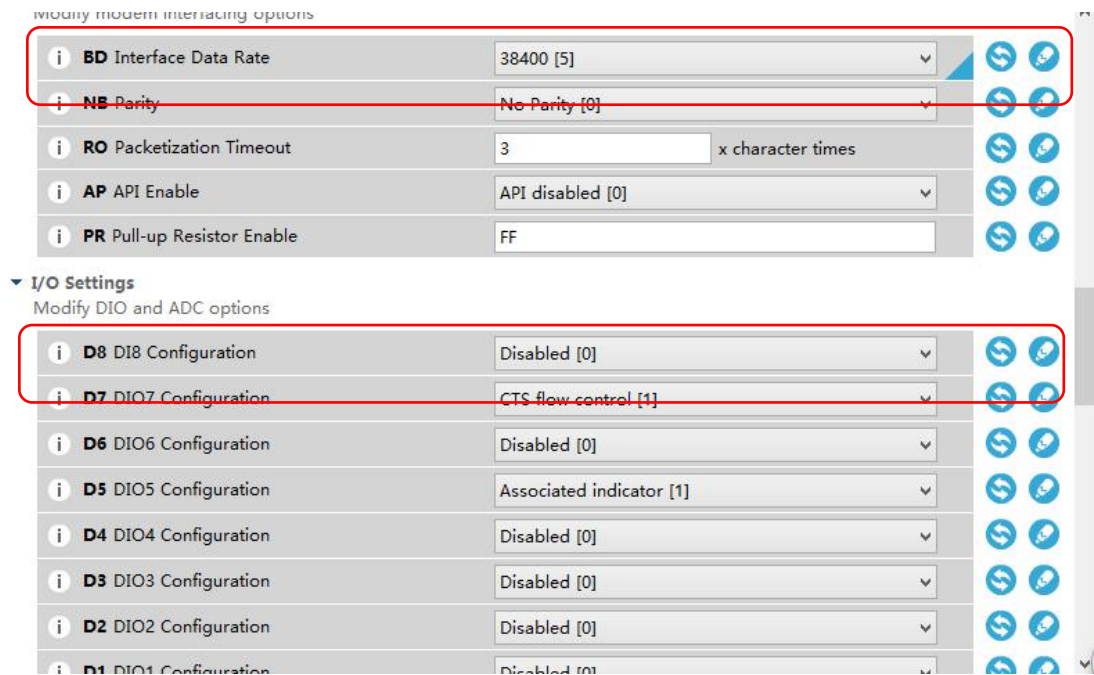 Modify modem interfacing options
i BD Interface Data Rate 38400 [5]
i NB Parity No Parity [0]
i RO Packetization Timeout 3 x character times
i AP API Enable API disabled [0]
i PR Pull-up Resistor Enable FF
I/O Settings
Modify DIO and ADC options
i D8 DI8 Configuration Disabled [0]
i D7 DIO7 Configuration CTS flow control [1]
i D6 DIO6 Configuration Disabled [0]
i D5 DIO5 Configuration Associated indicator [1]
i D4 DIO4 Configuration Disabled [0]
i D3 DIO3 Configuration Disabled [0]
i D2 DIO2 Configuration Disabled [0]
i D1 DIO1 Configuration Disabled [0]